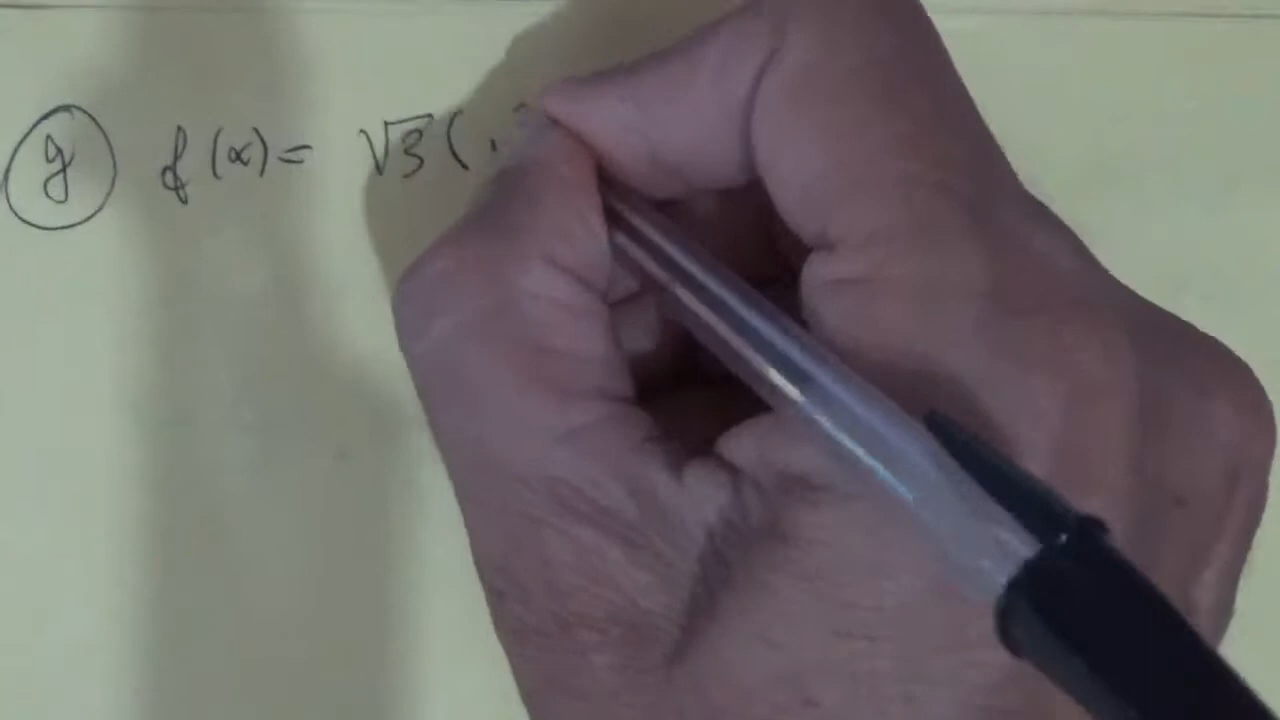 g f(x) = √3 (